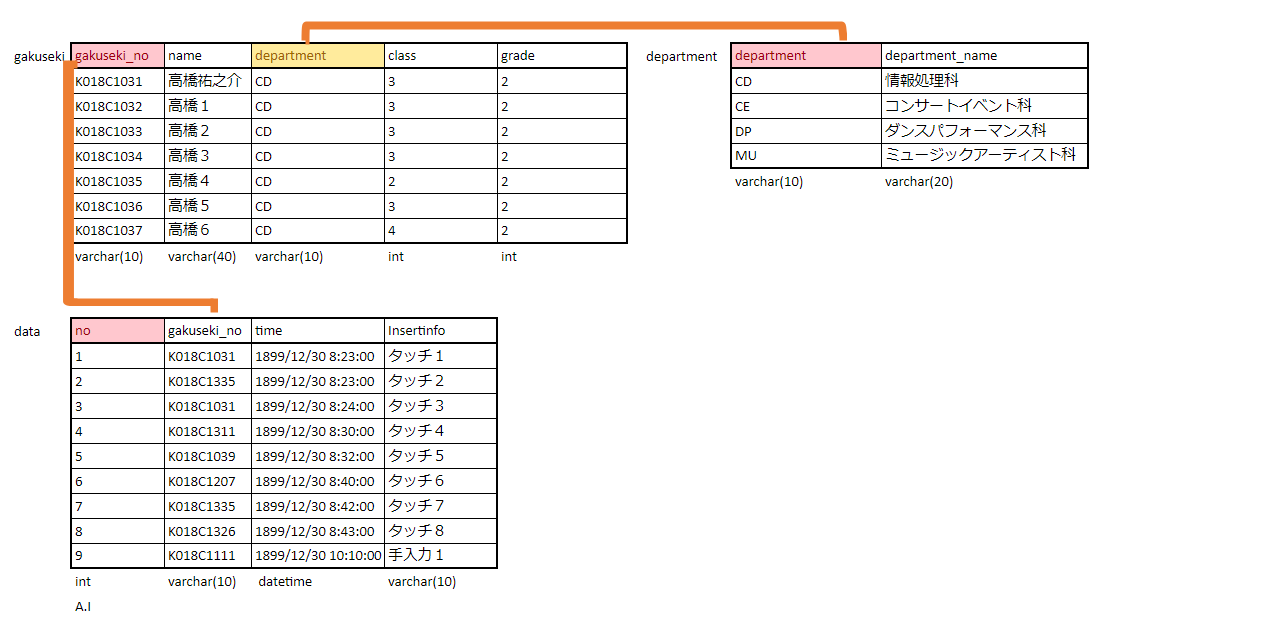 gakuseki gakuseki_no name department class grade
K018C1031 高橋祐之介 CD 3 2
K018C1032 高橋１ CD 3 2
K018C1033 高橋２ CD 3 2
K018C1034 高橋３ CD 3 2
K018C1035 高橋４ CD 2 2
K018C1036 高橋５ CD 3 2
K018C1037 高橋６ CD 4 2
varchar(10) varchar(40) varchar(10) int int
department department department_name
CD 情報処理科
CE コンサートイベント科
DP ダンスパフォーマンス科
MU ミュージックアーティスト科
varchar(10) varchar(20)
data no gakuseki_no time Insertinfo
1 K018C1031 1899/12/30 8:23:00 タッチ１
2 K018C1335 1899/12/30 8:23:00 タッチ２
3 K018C1031 1899/12/30 8:24:00 タッチ３
4 K018C1311 1899/12/30 8:30:00 タッチ４
5 K018C1039 1899/12/30 8:32:00 タッチ５
6 K018C1207 1899/12/30 8:40:00 タッチ６
7 K018C1335 1899/12/30 8:42:00 タッチ７
8 K018C1326 1899/12/30 8:43:00 タッチ８
9 K018C1111 1899/12/30 10:10:00 手入力１
int varchar(10) datetime varchar(10)
A.I